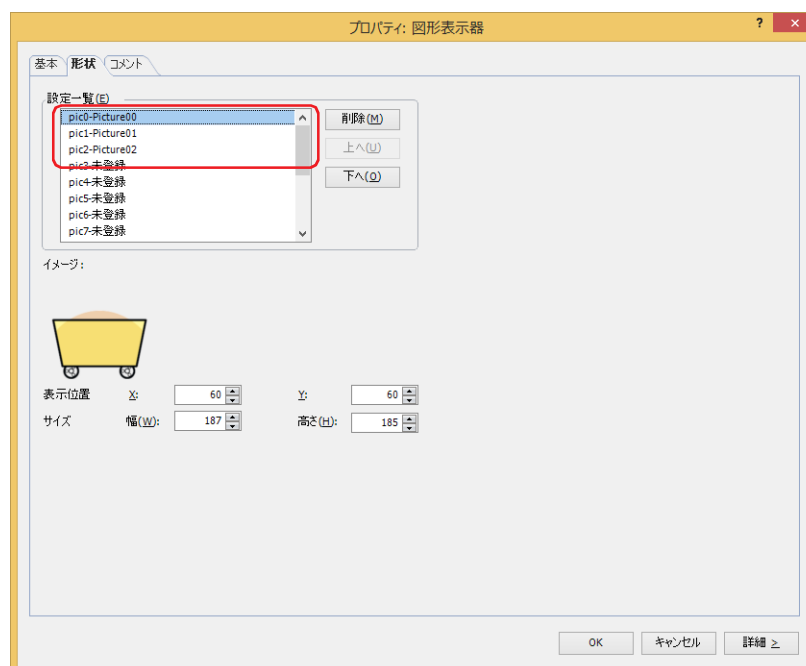 プロパティ: 図形表示器
? ×
基本 形状 コメント
設定一覧(E)
pic0-Picture00
pic1-Picture01
pic2-Picture02
pic3-未登録
pic4-未登録
pic5-未登録
pic6-未登録
pic7-未登録
削除(M)
上へ(U)
下へ(O)
イメージ:
表示位置 X: 60 Y: 60
サイズ 幅(W): 187 高さ(H): 185
OK キャンセル 詳細 >